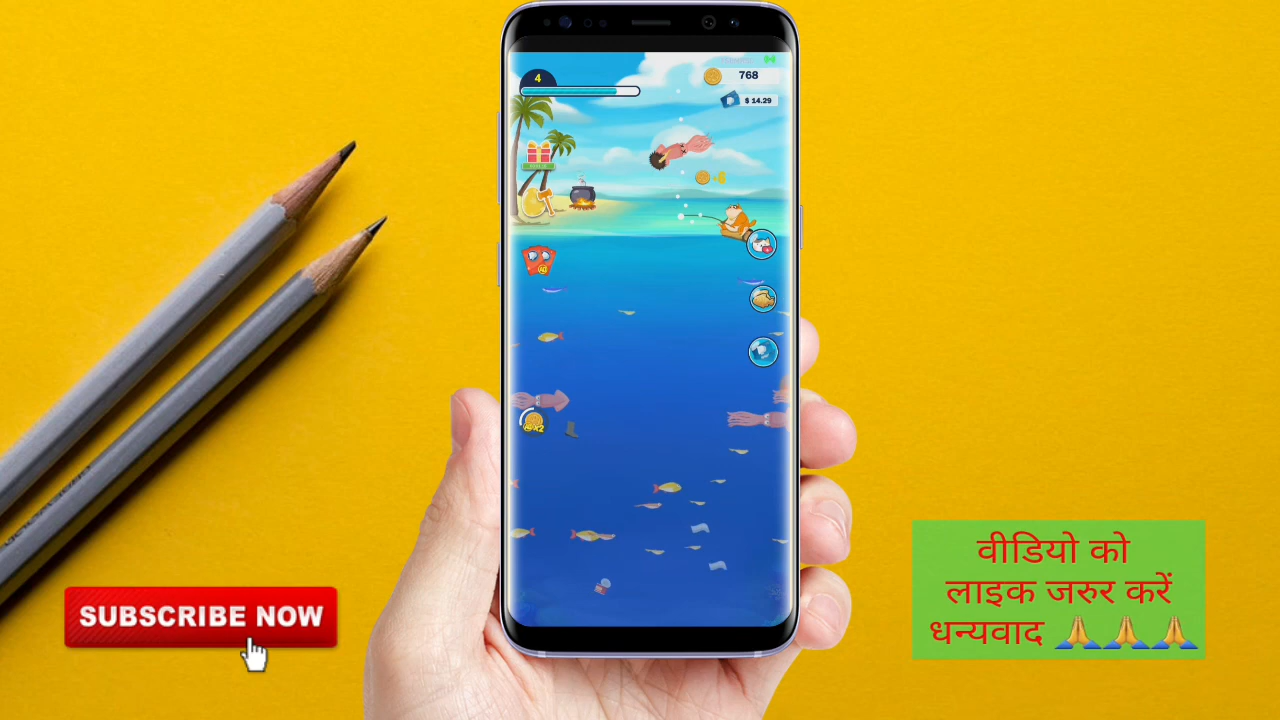 4
768
$ 14.29
SUBSCRIBE NOW
वीडियो को
लाइक जरुर करें
धन्यवाद 🙏🙏🙏